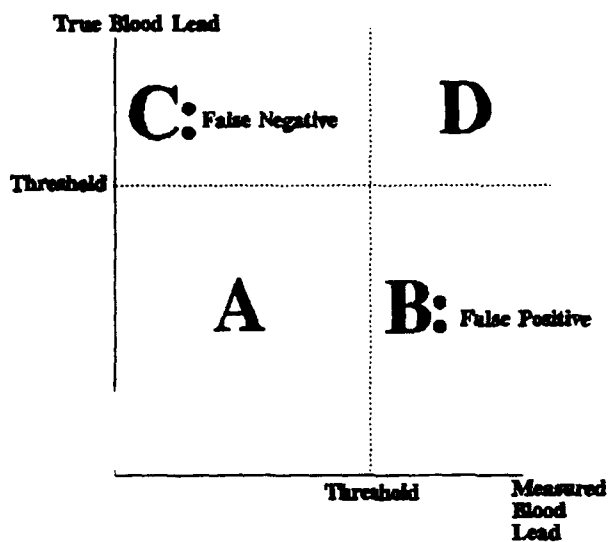 True Blood Lead
C: False Negative
D
Threshold
A
B: False Positive
Threshold
Measured
Blood
Lead